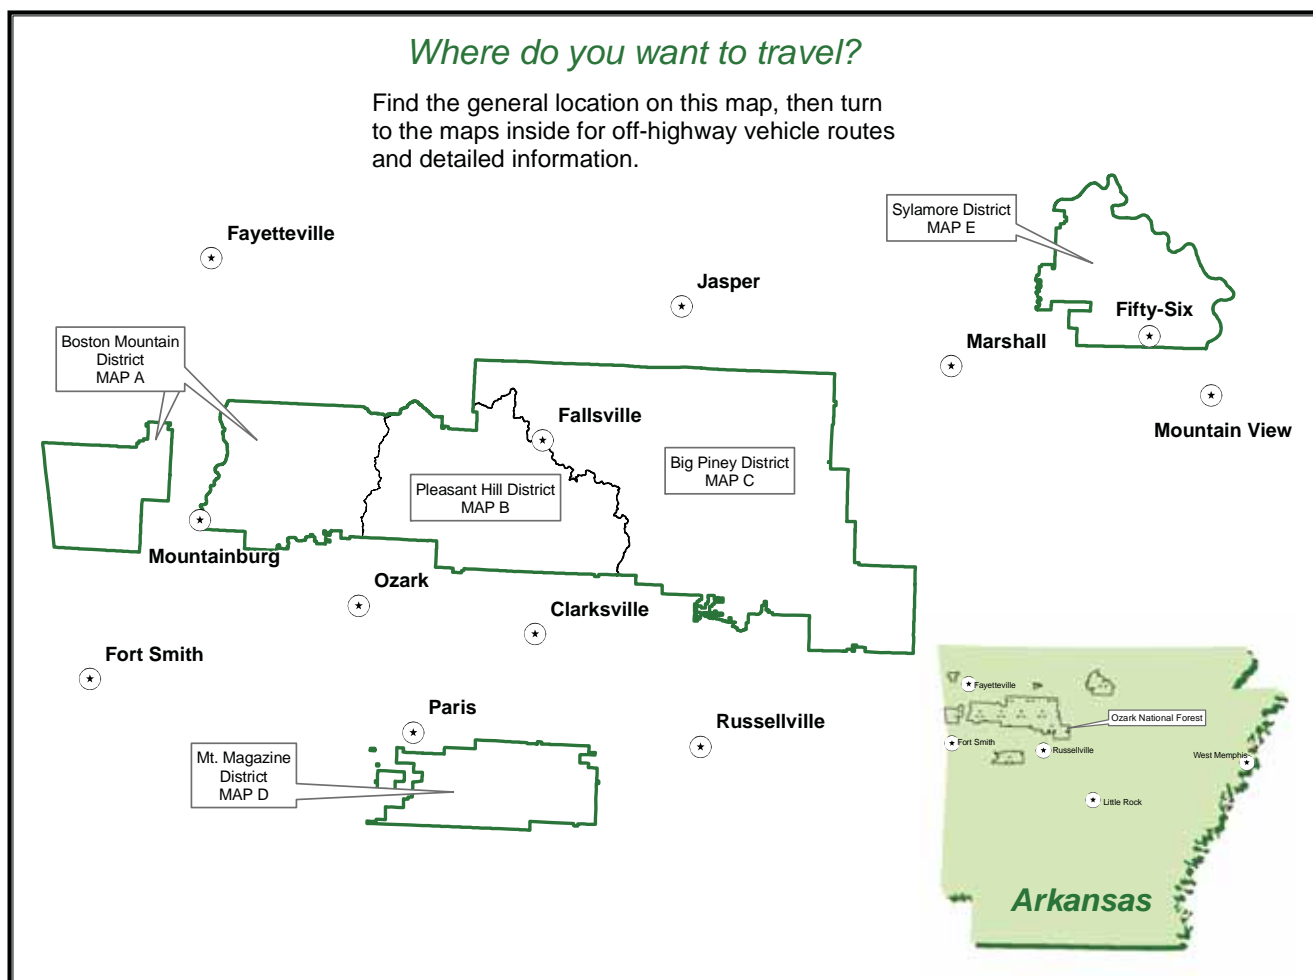 Where do you want to travel?
Find the general location on this map, then turn
to the maps inside for off-highway vehicle routes
and detailed information.
Sylamore District
MAP E
Fayetteville
Jasper
Fifty-Six
Boston Mountain
District
MAP A
Marshall
Fallsville
Mountain View
Big Piney District
MAP C
Pleasant Hill District
MAP B
Mountainburg
Ozark
Clarksville
Fort Smith
Paris
Russellville
Mt. Magazine
District
MAP D
Fayetteville
Ozark National Forest
Fort Smith
Russellville
West Memphis
Little Rock
Arkansas